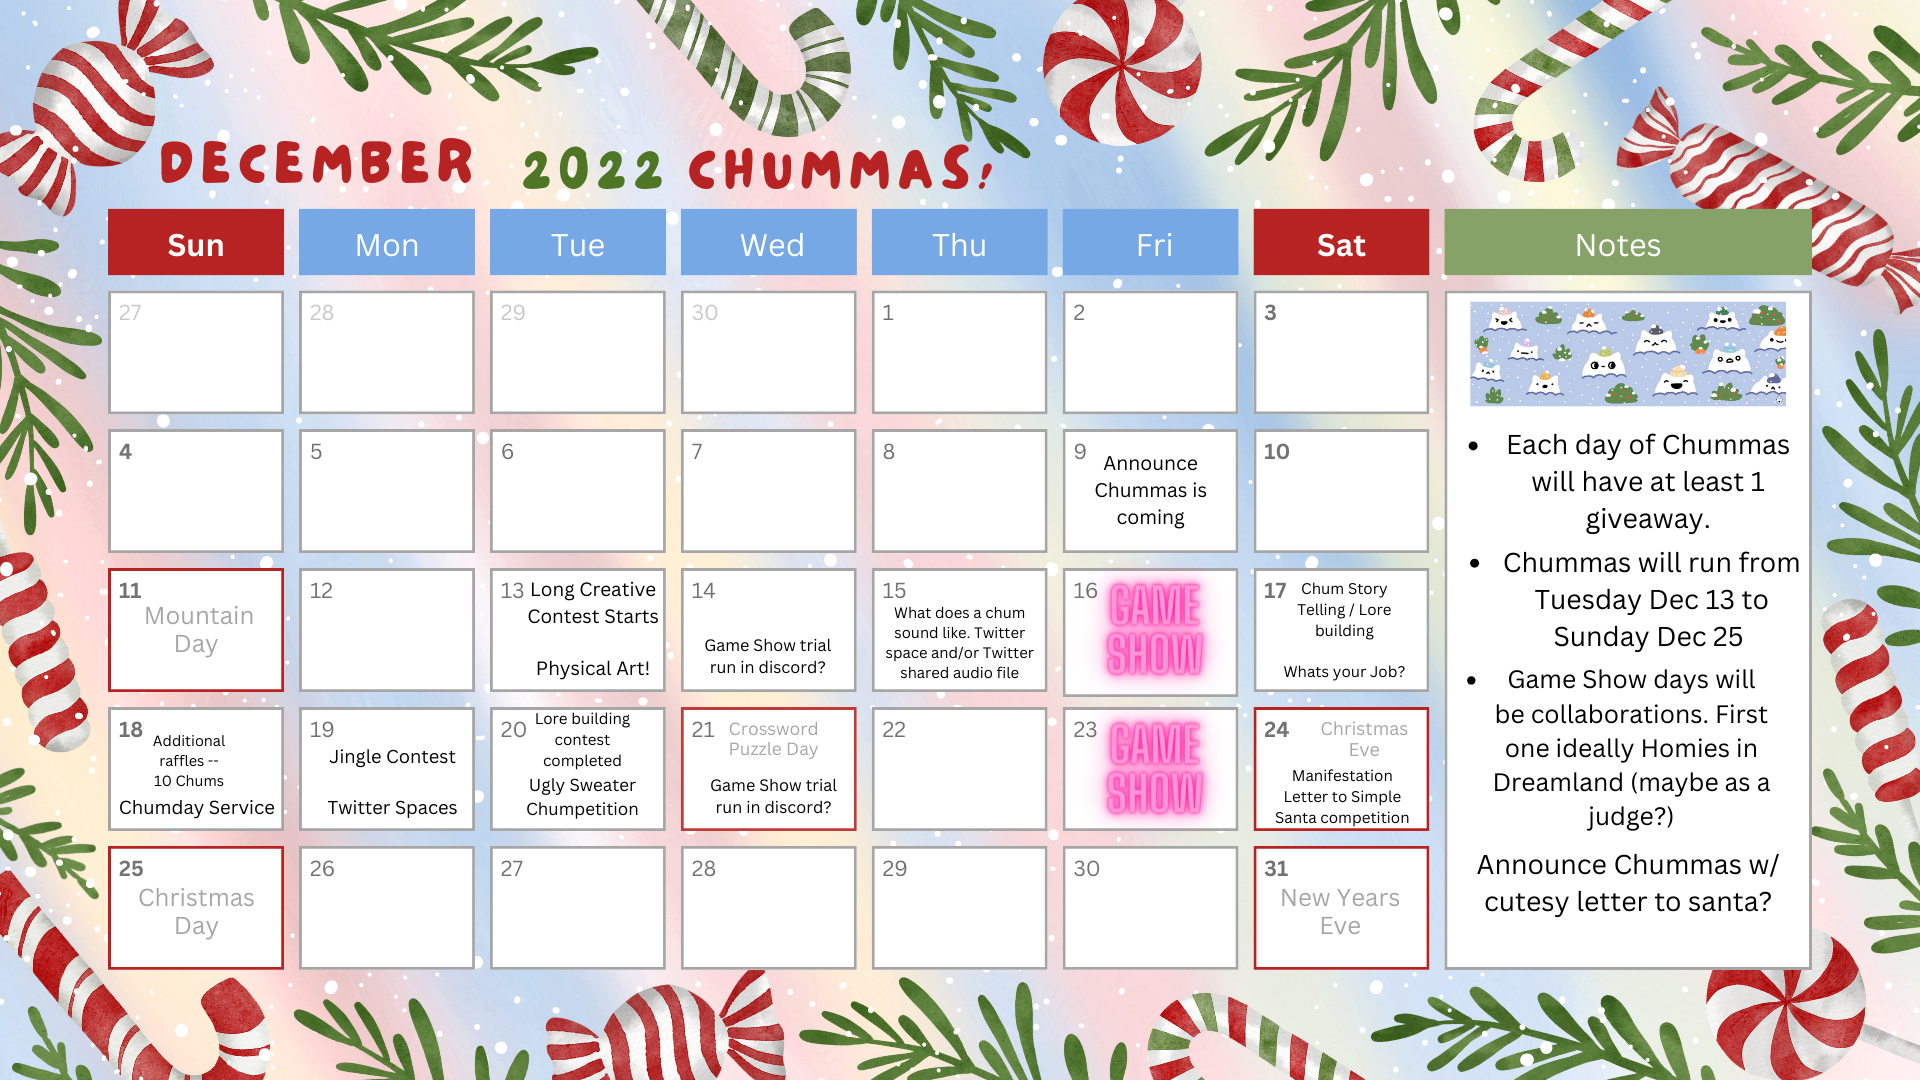 DECEMBER 2022 CHUMMAS!
Sun Mon Tue Wed Thu Fri Sat Notes
27
28
29
30
1
2
3
4
5
6
7
8
9
Announce
Chummas is
coming
10
11
Mountain
Day
12
13
Long Creative
Contest Starts
Physical Art!
14
Game Show trial
run in discord?
15
What does a chum
sound like. Twitter
space and/or Twitter
shared audio file
16
GAME
SHOW
17
Chum Story
Telling / Lore
building
Whats your Job?
18
Additional
raffles --
10 Chums
Chumday Service
19
Jingle Contest
Twitter Spaces
20
Lore building
contest
completed
Ugly Sweater
Chumpetition
21
Crossword
Puzzle Day
Game Show trial
run in discord?
22
23
GAME
SHOW
24
Christmas
Eve
Manifestation
Letter to Simple
Santa competition
25
Christmas
Day
26
27
28
29
30
31
New Years
Eve
• Each day of Chummas
will have at least 1
giveaway.
• Chummas will run from
Tuesday Dec 13 to
Sunday Dec 25
• Game Show days will
be collaborations. First
one ideally Homies in
Dreamland (maybe as a
judge?)
Announce Chummas w/
cutesy letter to santa?